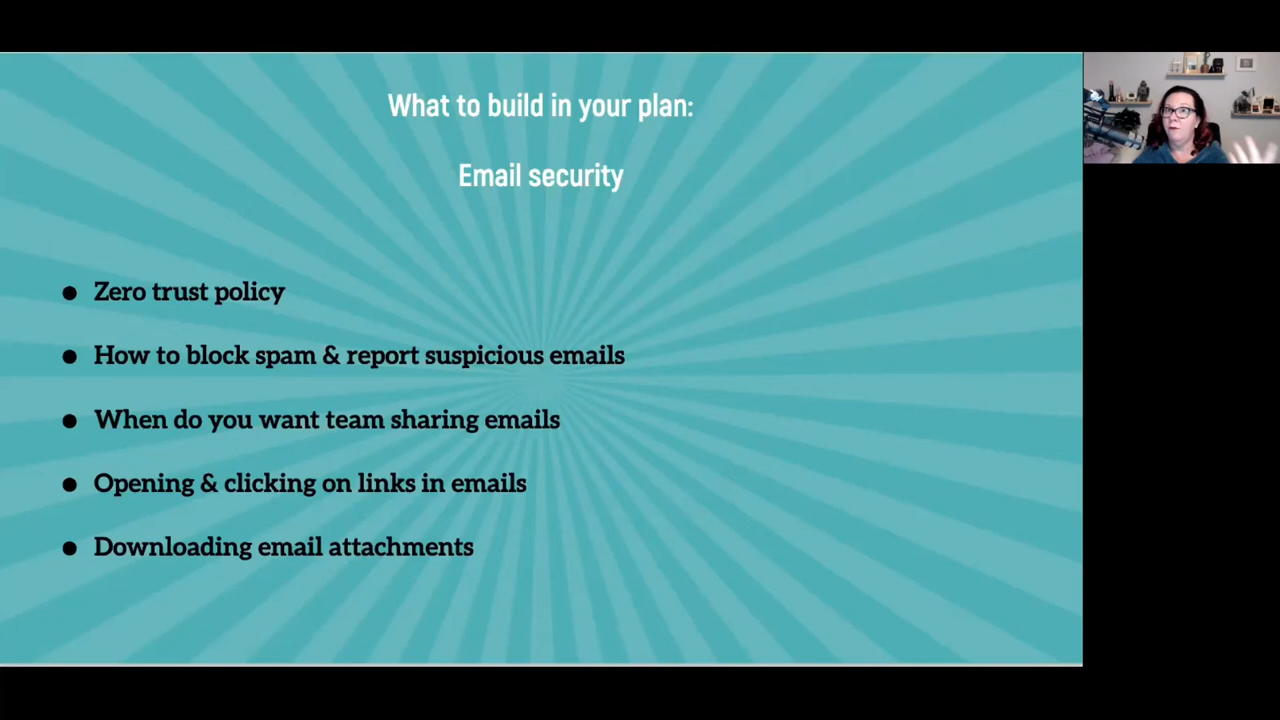 What to build in your plan:
Email security
● Zero trust policy
● How to block spam & report suspicious emails
● When do you want team sharing emails
● Opening & clicking on links in emails
● Downloading email attachments